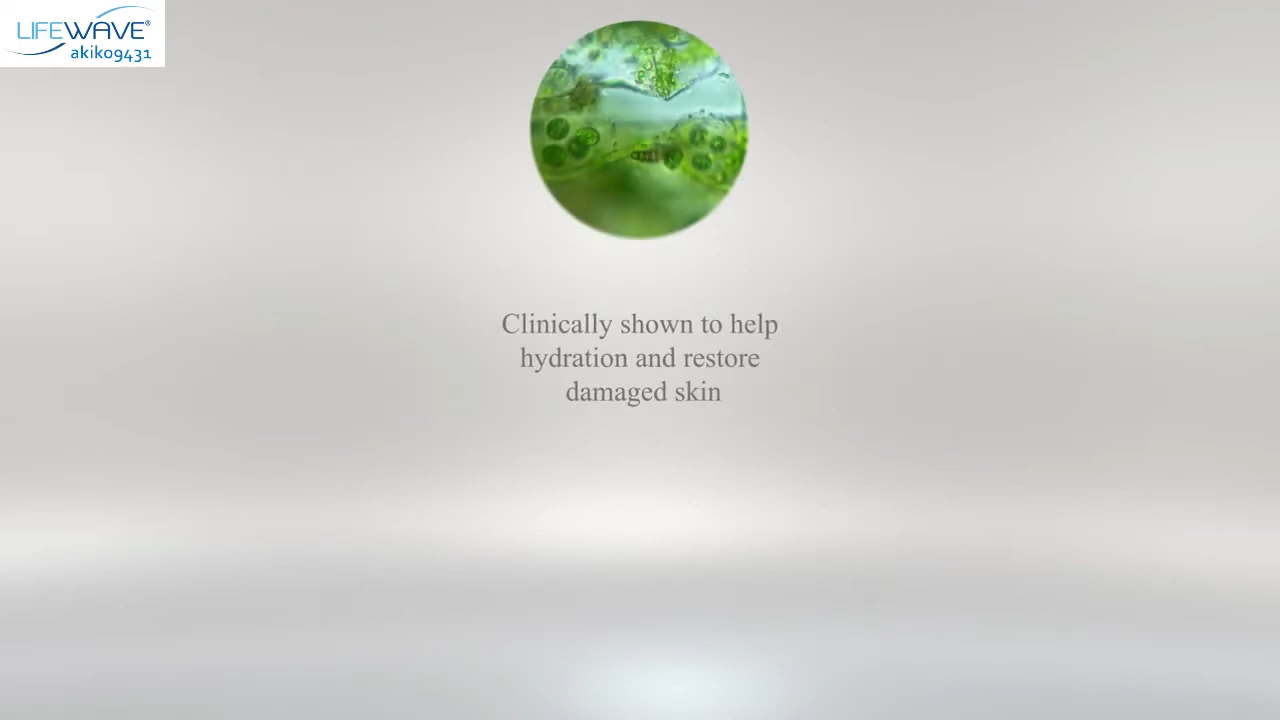 LIFEWAVE®
akiko9431
Clinically shown to help
hydration and restore
damaged skin